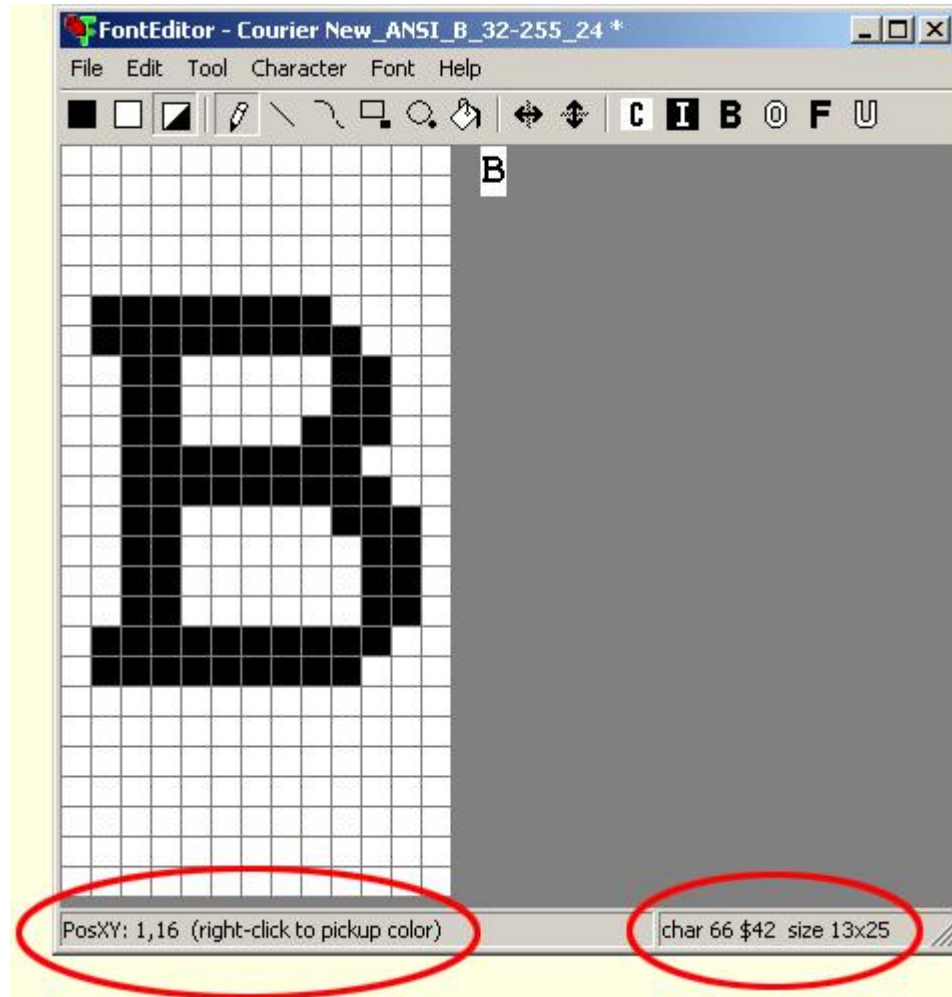 FontEditor - Courier New_ANSI_B_32-255_24 *
File Edit Tool Character Font Help
C I B O F U
B
PosXY: 1,16 (right-click to pickup color) char 66 $42 size 13x25